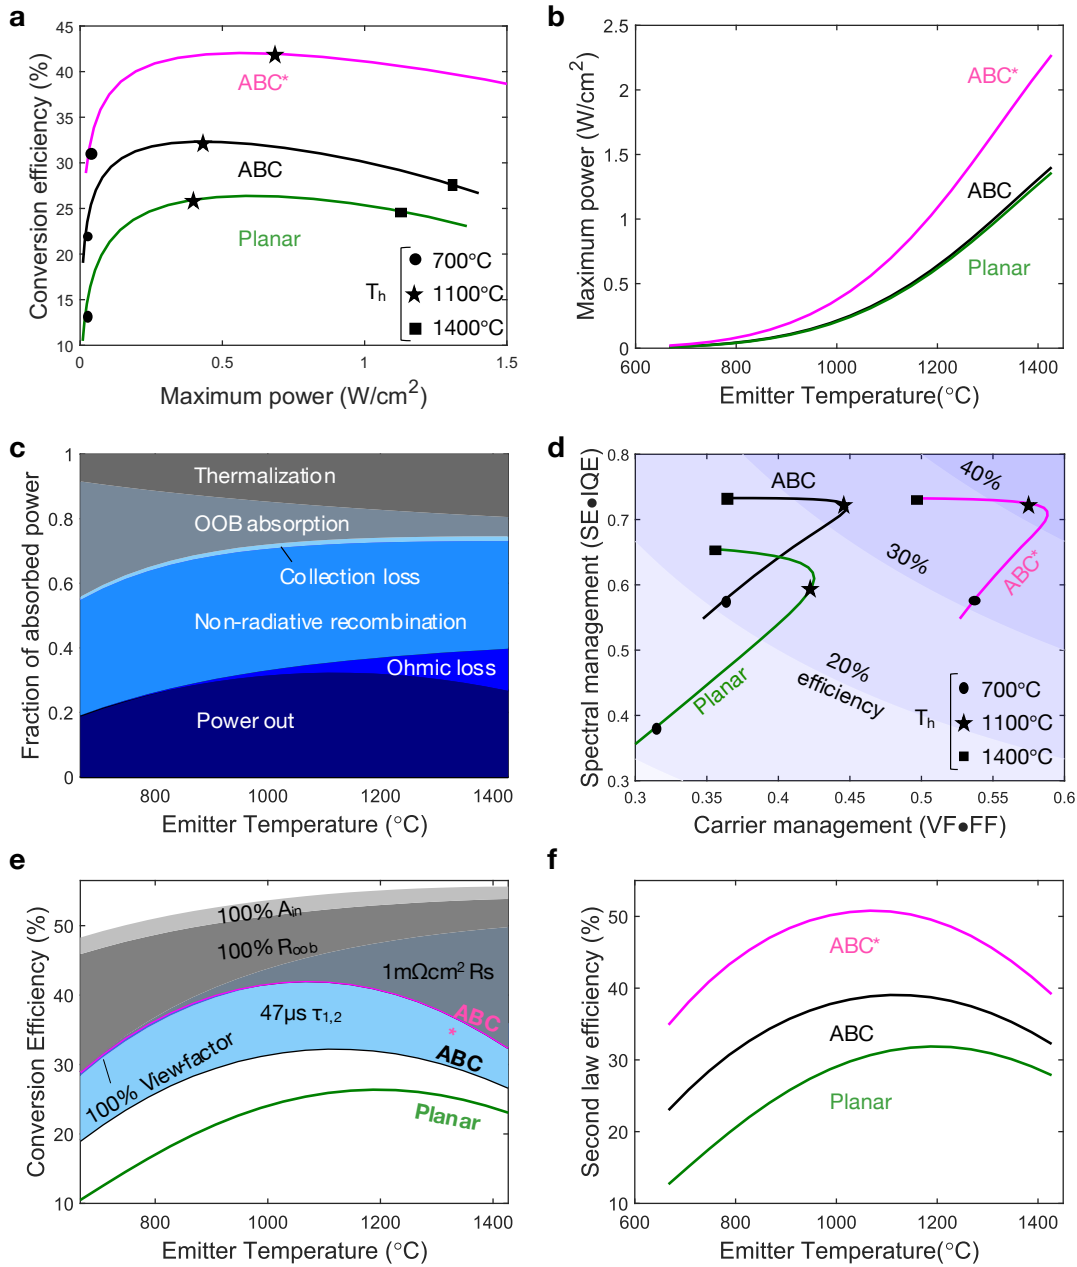 a
Conversion efficiency (%)
45
40
35
30
25
20
15
10
ABC*
ABC
Planar
Th
700°C
1100°C
1400°C
0
0.5
1
1.5
Maximum power (W/cm2)
b
Maximum power (W/cm2)
2.5
2
1.5
1
0.5
0
ABC*
ABC
Planar
600
800
1000
1200
1400
Emitter Temperature(°C)
c
Fraction of absorbed power
1
0.8
0.6
0.4
0.2
0
Thermalization
OOB absorption
Collection loss
Non-radiative recombination
Ohmic loss
Power out
800
1000
1200
1400
Emitter Temperature (°C)
d
Spectral management (SE●IQE)
0.8
0.7
0.6
0.5
0.4
0.3
ABC
40%
30%
ABC*
20%
efficiency
Planar
Th
700°C
1100°C
1400°C
0.3
0.35
0.4
0.45
0.5
0.55
0.6
Carrier management (VF●FF)
e
Conversion Efficiency (%)
50
40
30
20
10
100% Ain
100% Roob
1mΩcm2 Rs
47µs τ1,2
ABC
*
ABC
100% View-factor
Planar
800
1000
1200
1400
Emitter Temperature (°C)
f
Second law efficiency (%)
50
40
30
20
10
ABC*
ABC
Planar
600
800
1000
1200
1400
Emitter Temperature(°C)